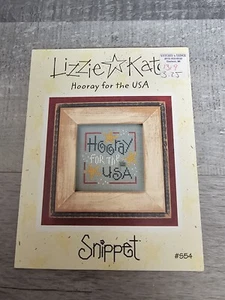 Lizzie Kate
Hooray for the USA
Hooray
FOR the
USA
Snippet
#S54